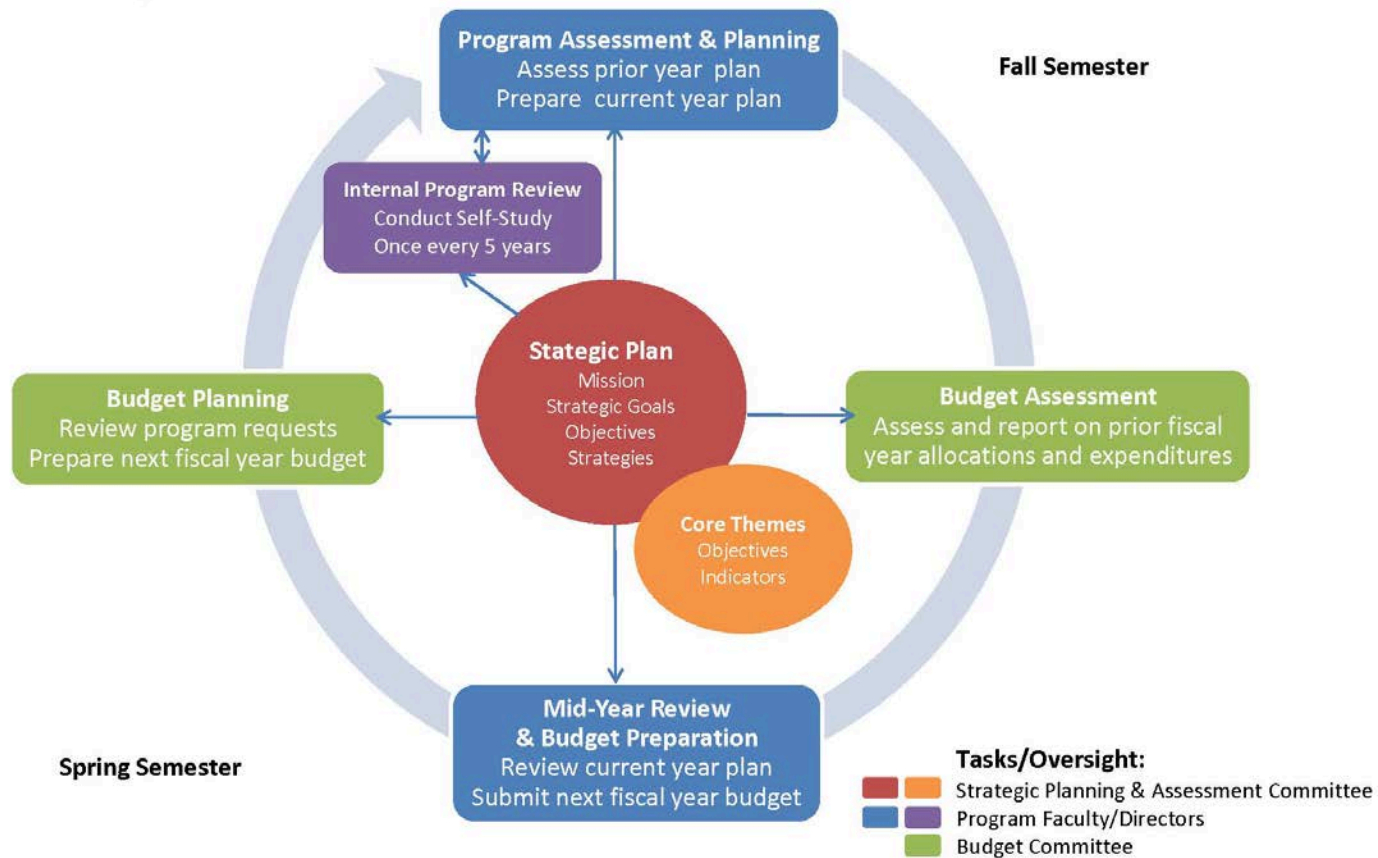 Program Assessment & Planning
Assess prior year plan
Prepare current year plan
Fall Semester
Internal Program Review
Conduct Self-Study
Once every 5 years
Stategic Plan
Mission
Strategic Goals
Objectives
Strategies
Budget Planning
Review program requests
Prepare next fiscal year budget
Budget Assessment
Assess and report on prior fiscal
year allocations and expenditures
Core Themes
Objectives
Indicators
Mid-Year Review
& Budget Preparation
Review current year plan
Submit next fiscal year budget
Spring Semester
Tasks/Oversight:
Strategic Planning & Assessment Committee
Program Faculty/Directors
Budget Committee